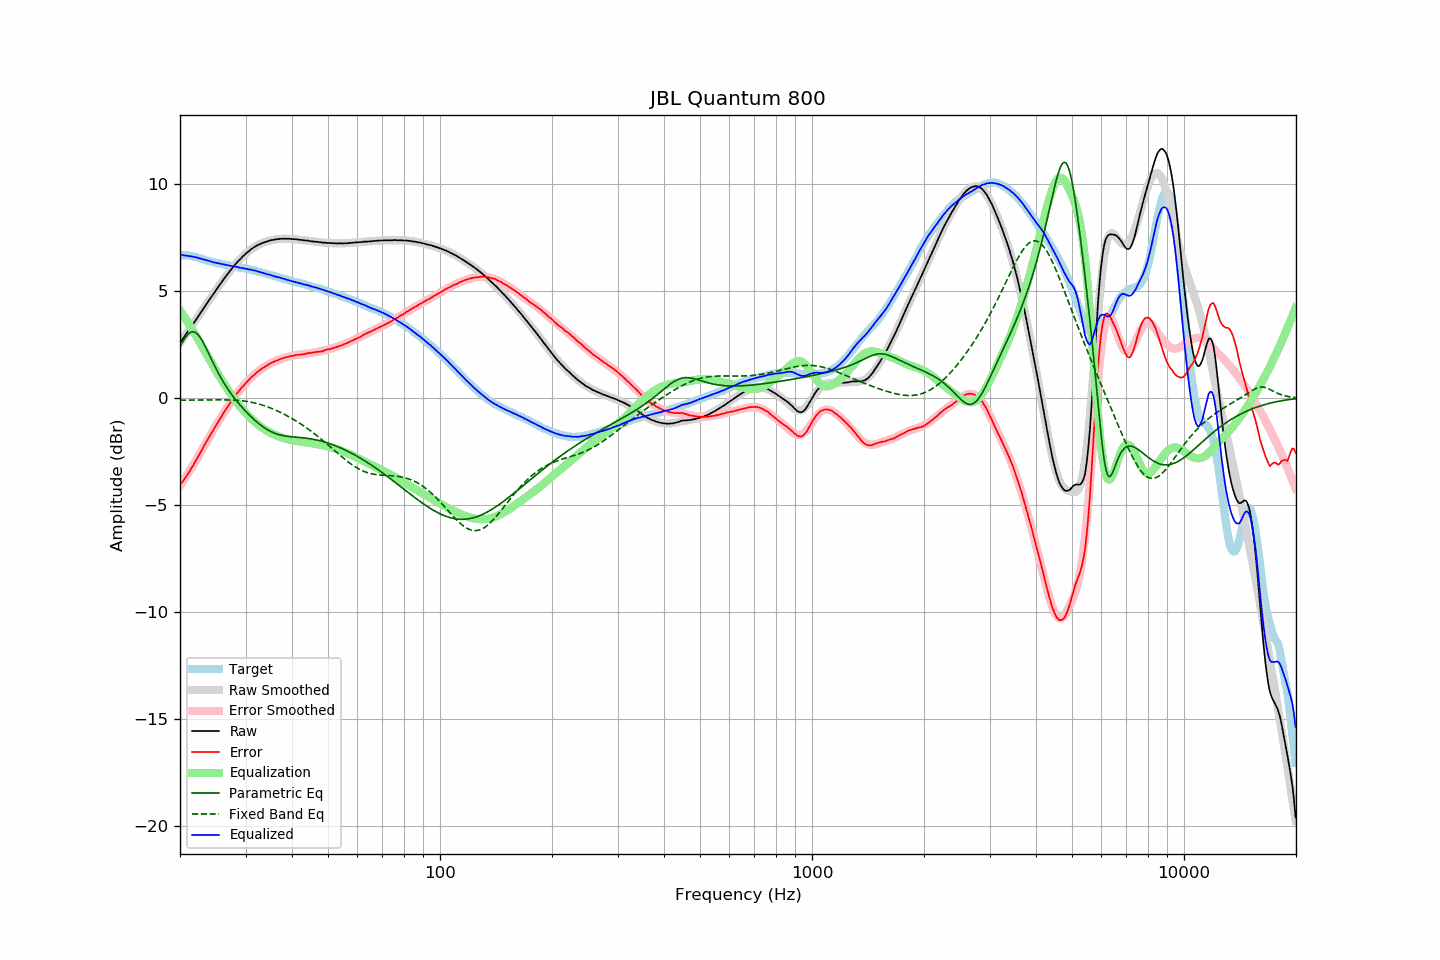 JBL Quantum 800
Amplitude (dBr)
10
5
0
−5
−10
−15
−20
Target
Raw Smoothed
Error Smoothed
Raw
Error
Equalization
Parametric Eq
Fixed Band Eq
Equalized
100
1000
10000
Frequency (Hz)